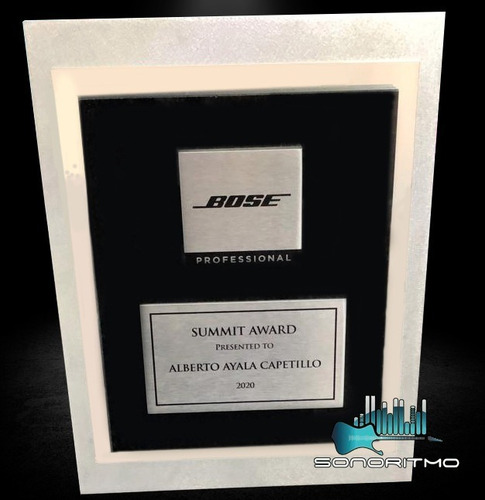 BOSE
PROFESSIONAL
SUMMIT AWARD
PRESENTED TO
ALBERTO AYALA CAPETILLO
2020
SONORITMO